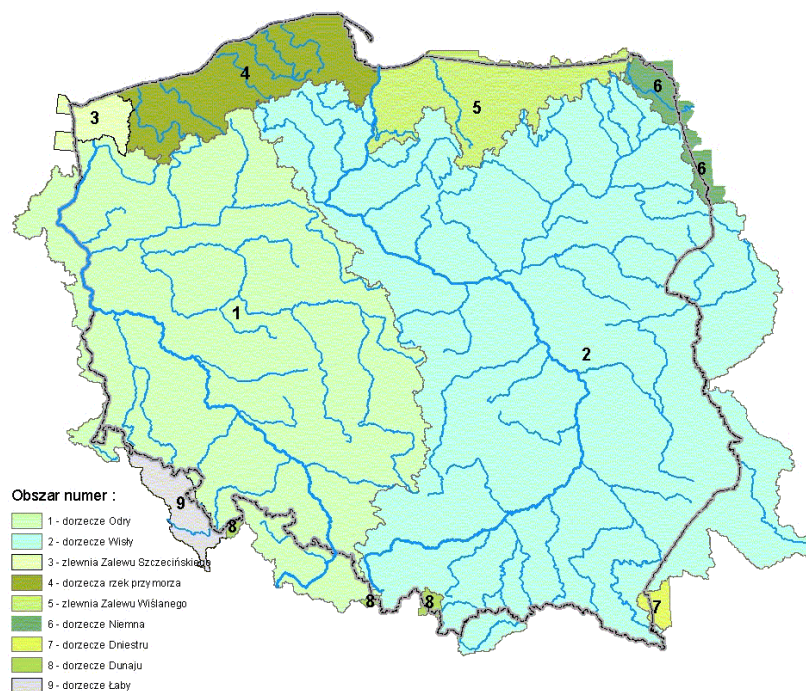 4
3
5
6
6
1
2
9
8
8
8
7
Obszar numer :
1 - dorzecze Odry
2 - dorzecze Wisły
3 - zlewnia Zalewu Szczecińskiego
4 - dorzecza rzek przymorza
5 - zlewnia Zalewu Wiślanego
6 - dorzecze Niemna
7 - dorzecze Dniestru
8 - dorzecze Dunaju
9 - dorzecze Łaby